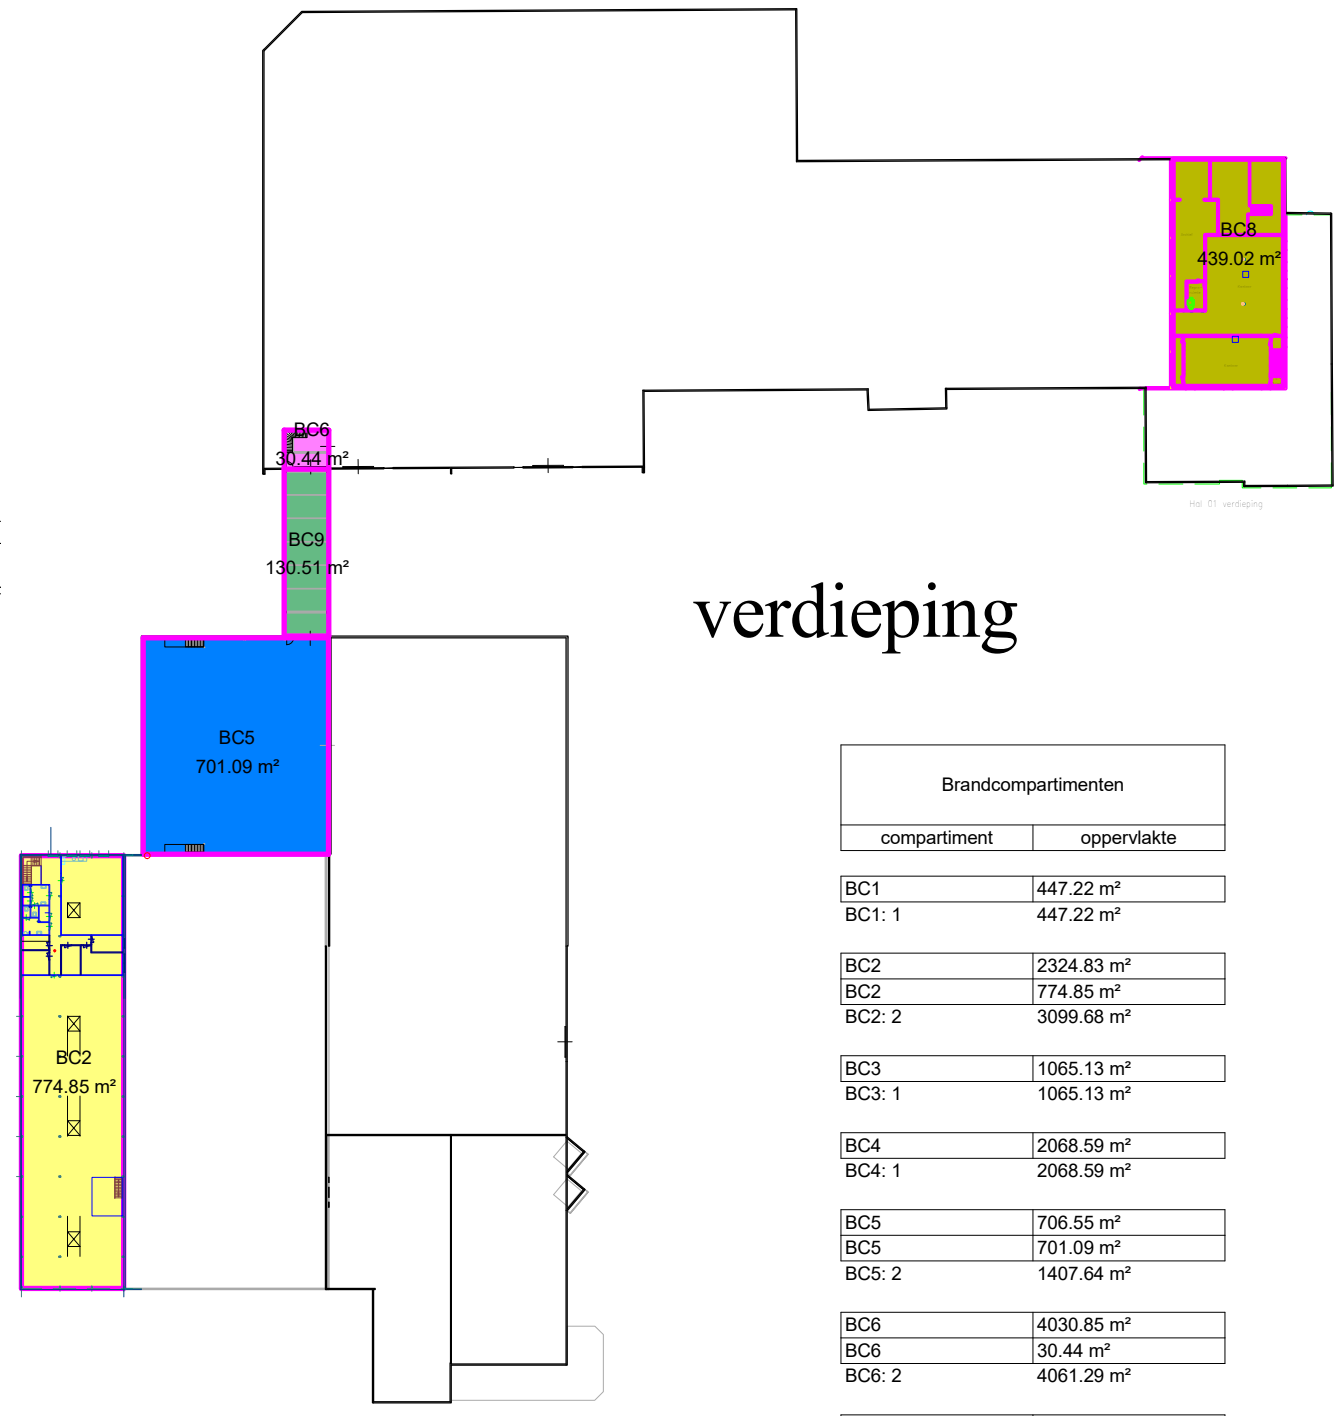 BC8
439.02 m²
BC6
30.44 m²
Hal 01 verdieping
BC9
130.51 m²
verdieping
BC5
701.09 m²
BC2
774.85 m²
Brandcompartimenten
compartiment oppervlakte
BC1 447.22 m²
BC1: 1 447.22 m²
BC2 2324.83 m²
BC2 774.85 m²
BC2: 2 3099.68 m²
BC3 1065.13 m²
BC3: 1 1065.13 m²
BC4 2068.59 m²
BC4: 1 2068.59 m²
BC5 706.55 m²
BC5 701.09 m²
BC5: 2 1407.64 m²
BC6 4030.85 m²
BC6 30.44 m²
BC6: 2 4061.29 m²